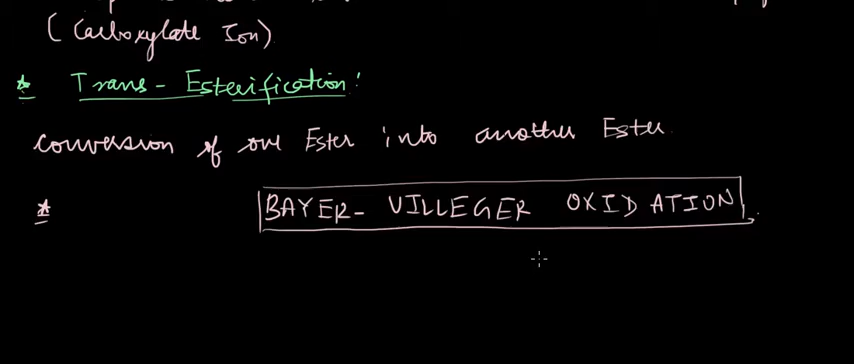 (Carboxylate Ion)
* Trans-Esterification:
conversion of one Ester into another Ester.
* BAYER- VILLEGER OXIDATION